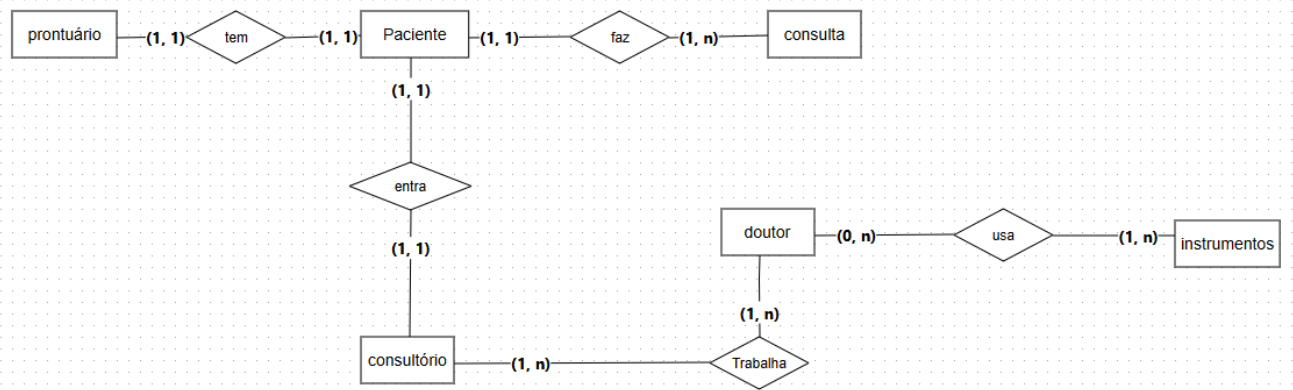 prontuário (1, 1) tem (1, 1) Paciente (1, 1) faz (1, n) consulta
(1, 1)
entra
(1, 1)
doutor (0, n) usa (1, n) instrumentos
(1, n)
consultório (1, n) Trabalha